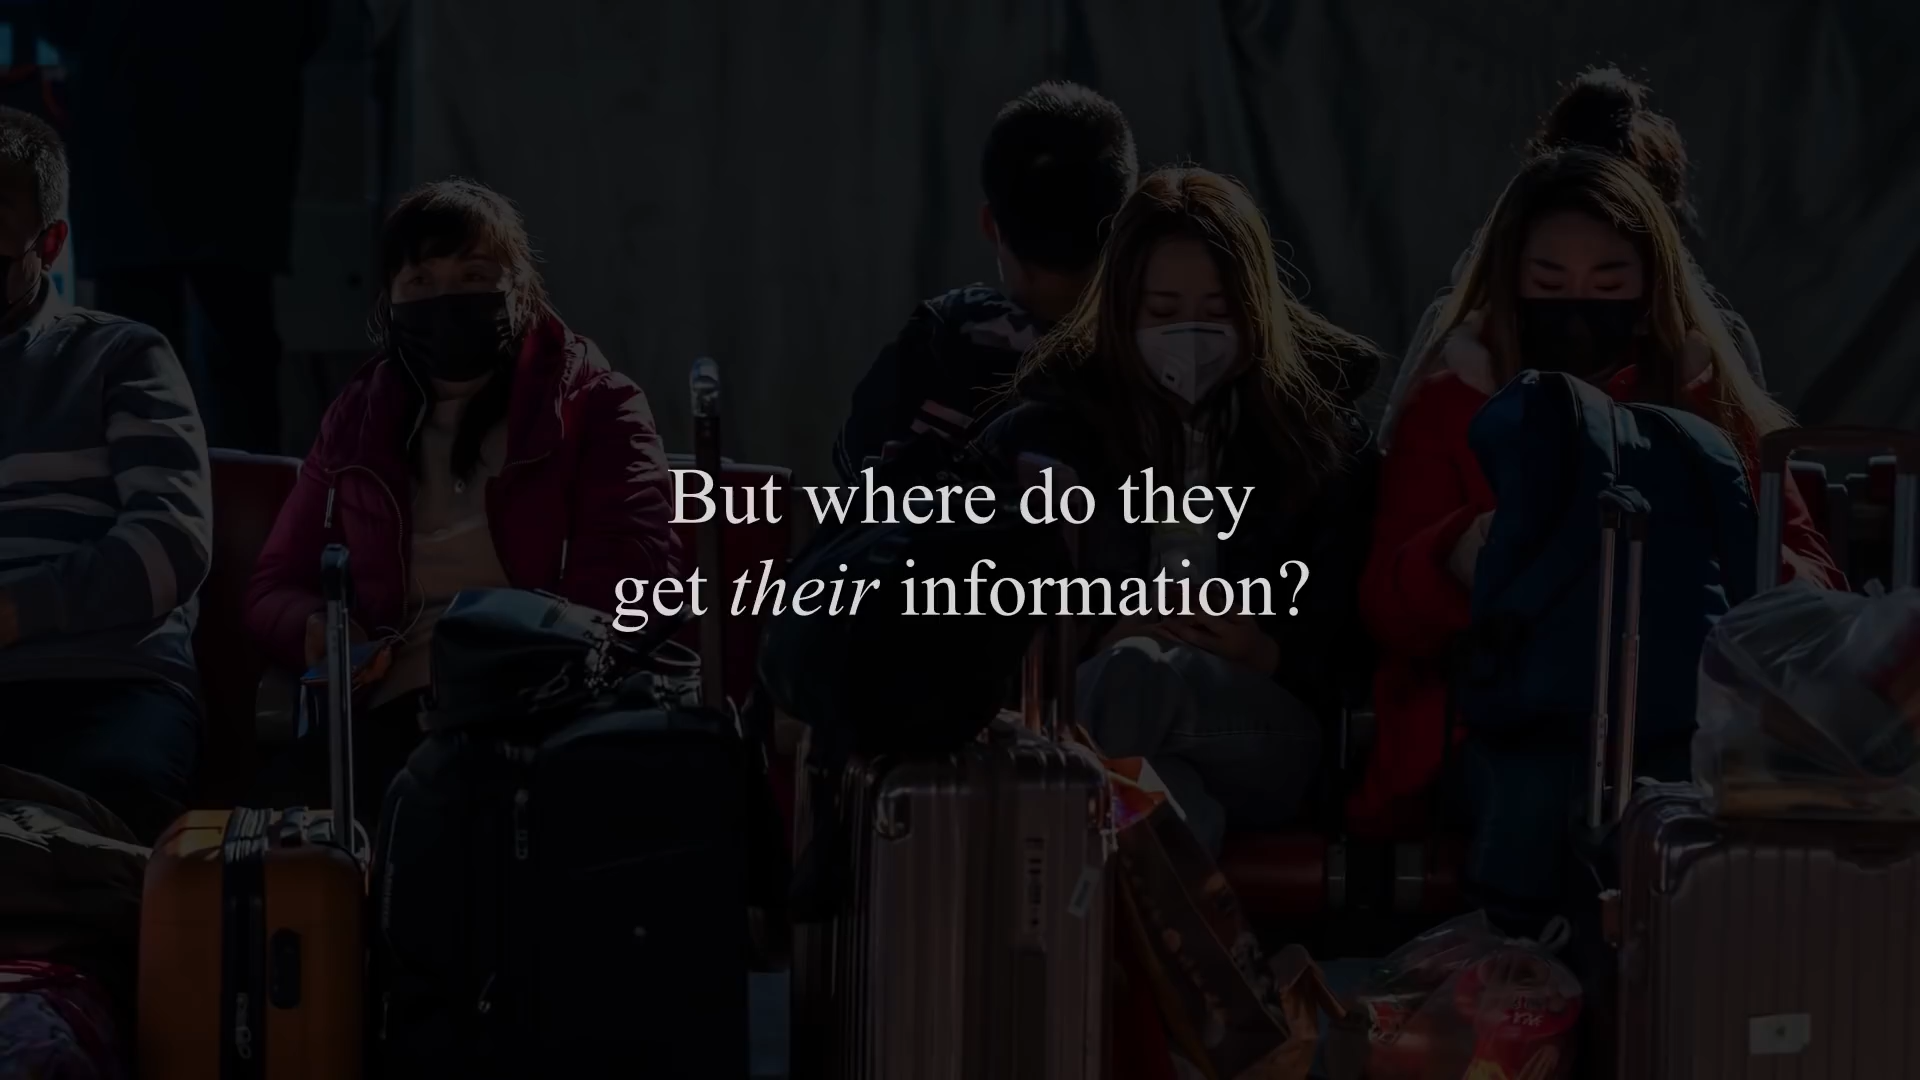 But where do they
get their information?